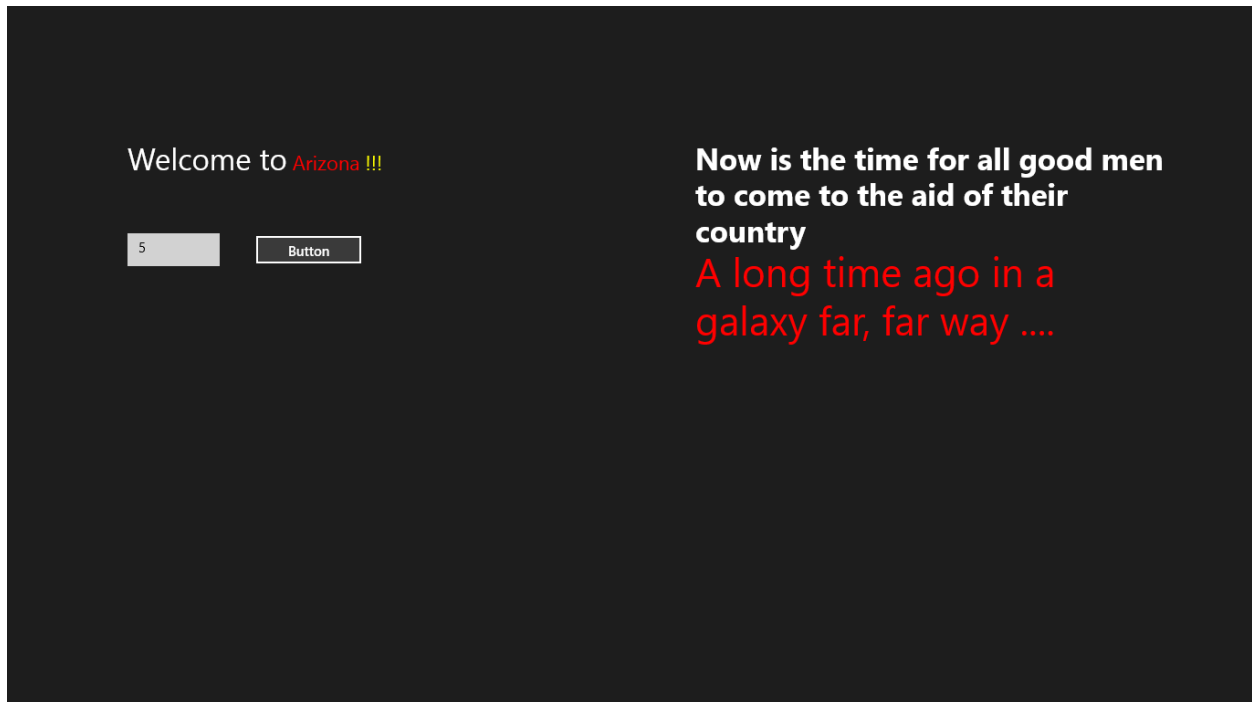 Welcome to Arizona !!!
5
Button
Now is the time for all good men
to come to the aid of their
country
A long time ago in a
galaxy far, far way ....